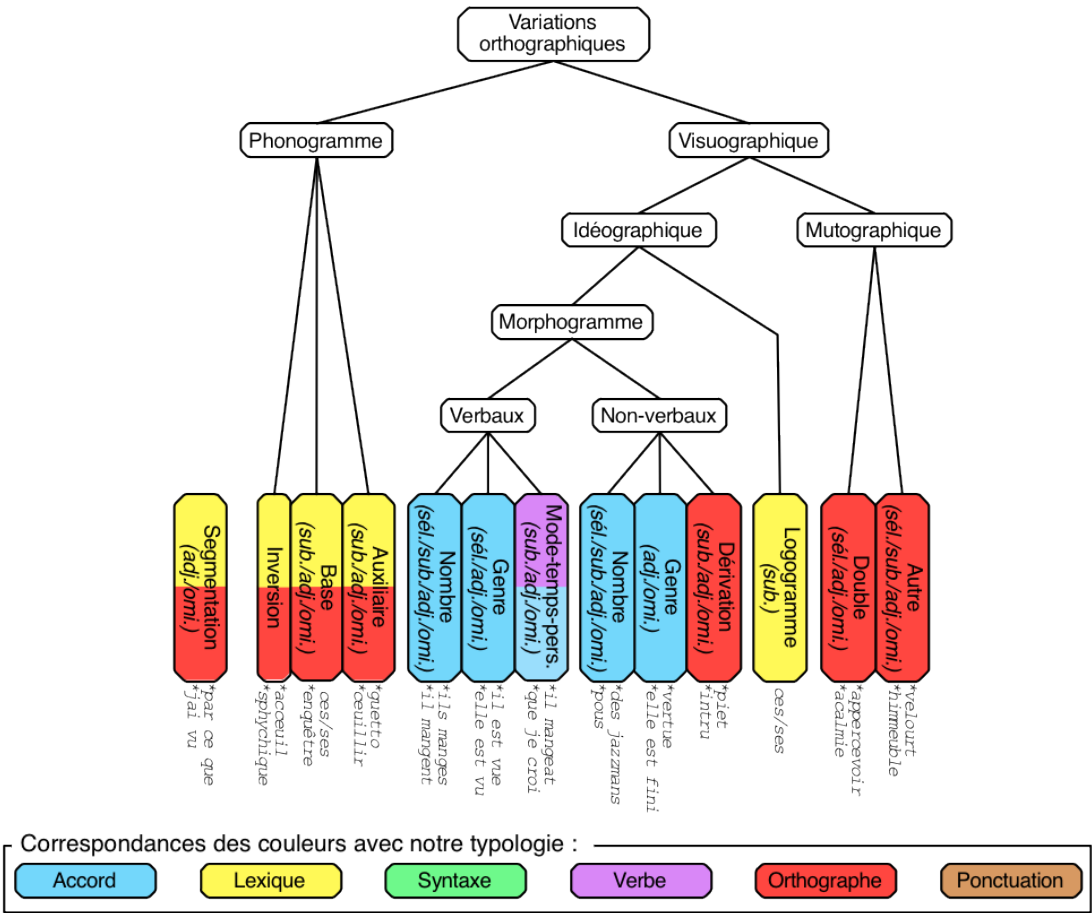 Variations
orthographiques
Phonogramme
Visuographique
Idéographique
Mutographique
Morphogramme
Verbaux
Non-verbaux
Segmentation
(adj./omi.)
Inversion
Base
(sub./adj./omi.)
Auxiliaire
(sub./adj./omi.)
Nombre
(sél./sub./adj./omi.)
Genre
(sél./adj./omi.)
Mode-temps-pers.
(sub./adj./omi.)
Nombre
(sél./sub./adj./omi.)
Genre
(adj./omi.)
Dérivation
(sub./adj./omi.)
Logogramme
(sub.)
Double
(sél./adj./omi.)
Autre
(sél./sub./adj./omi.)
*par ce que
*jai vu
*acceuil
*sphychique
ces/ses
*enquêtre
*guetto
*ceuillir
*ils manges
*il mangent
*il est vue
*elle est vu
*il mangeat
*que je croi
*des jazzmans
*pous
*vertue
*elle est fini
*piet
*intru
ces/ses
*appercevoir
*acalmie
*velourt
*himmeuble
Correspondances des couleurs avec notre typologie :
Accord
Lexique
Syntaxe
Verbe
Orthographe
Ponctuation